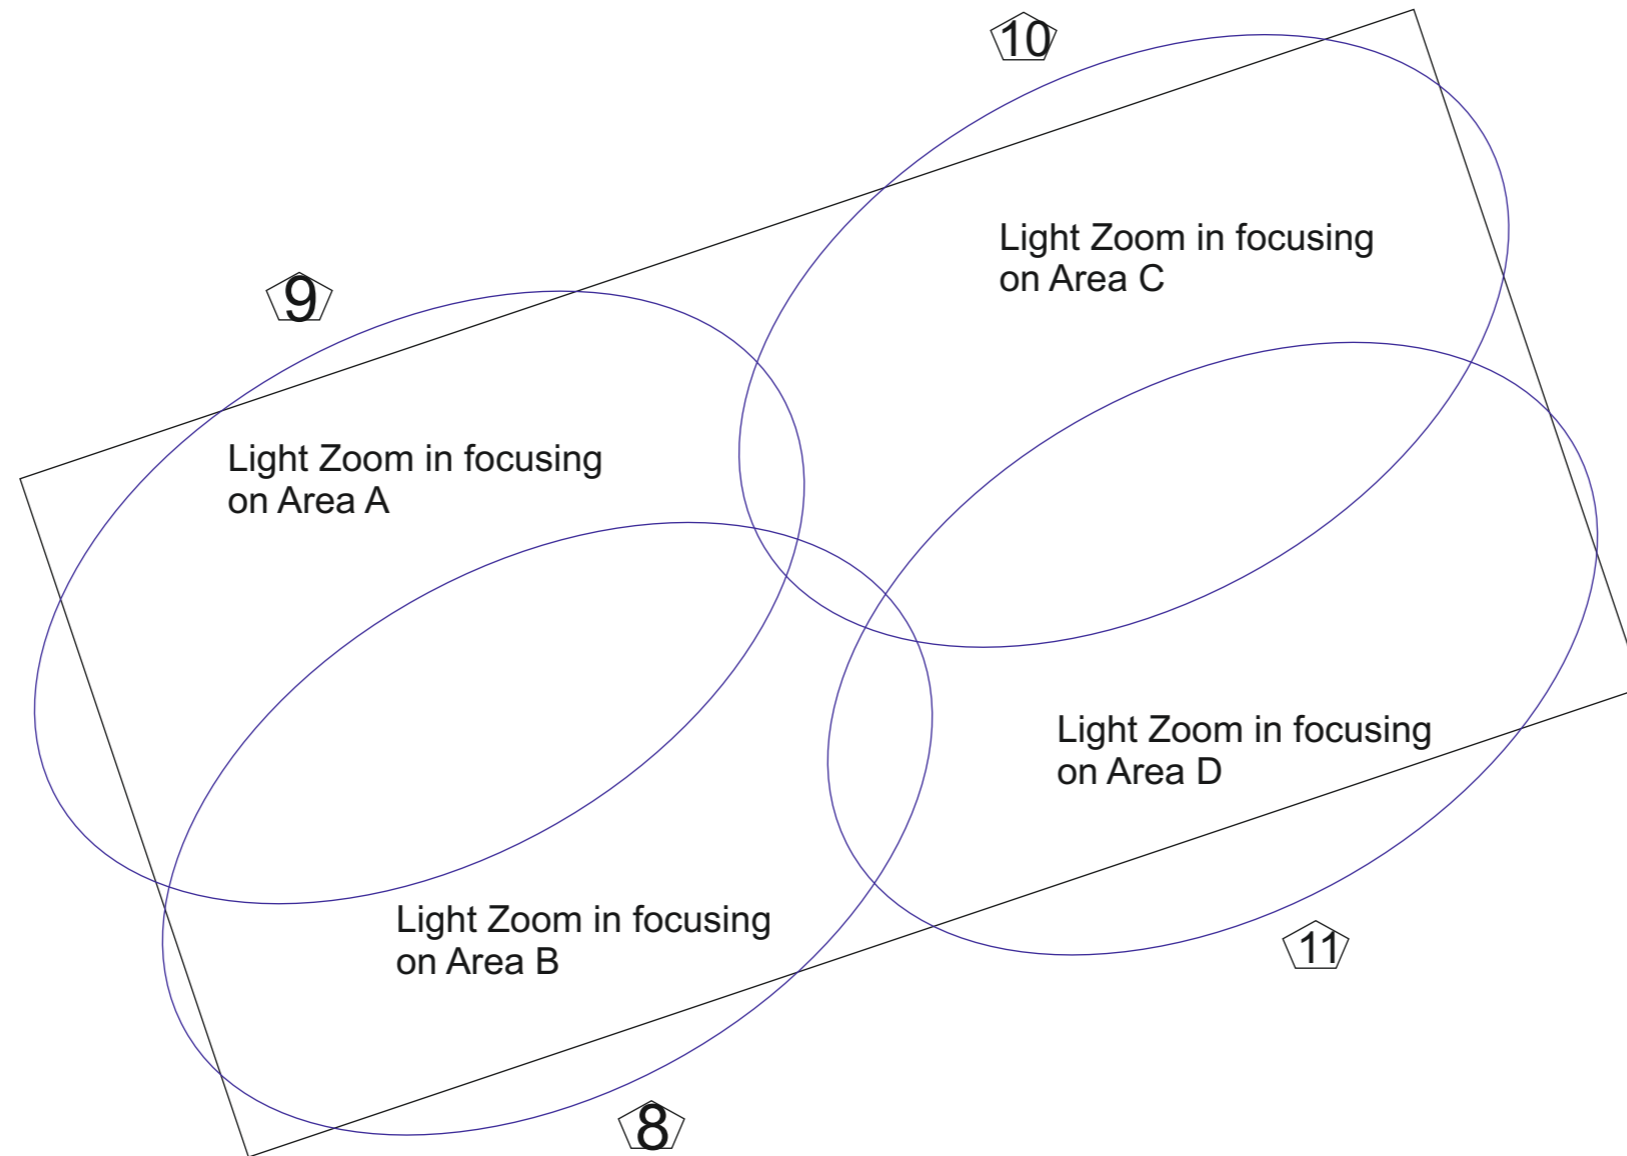 10
Light Zoom in focusing
on Area C
9
Light Zoom in focusing
on Area A
Light Zoom in focusing
on Area D
Light Zoom in focusing
on Area B
11
8